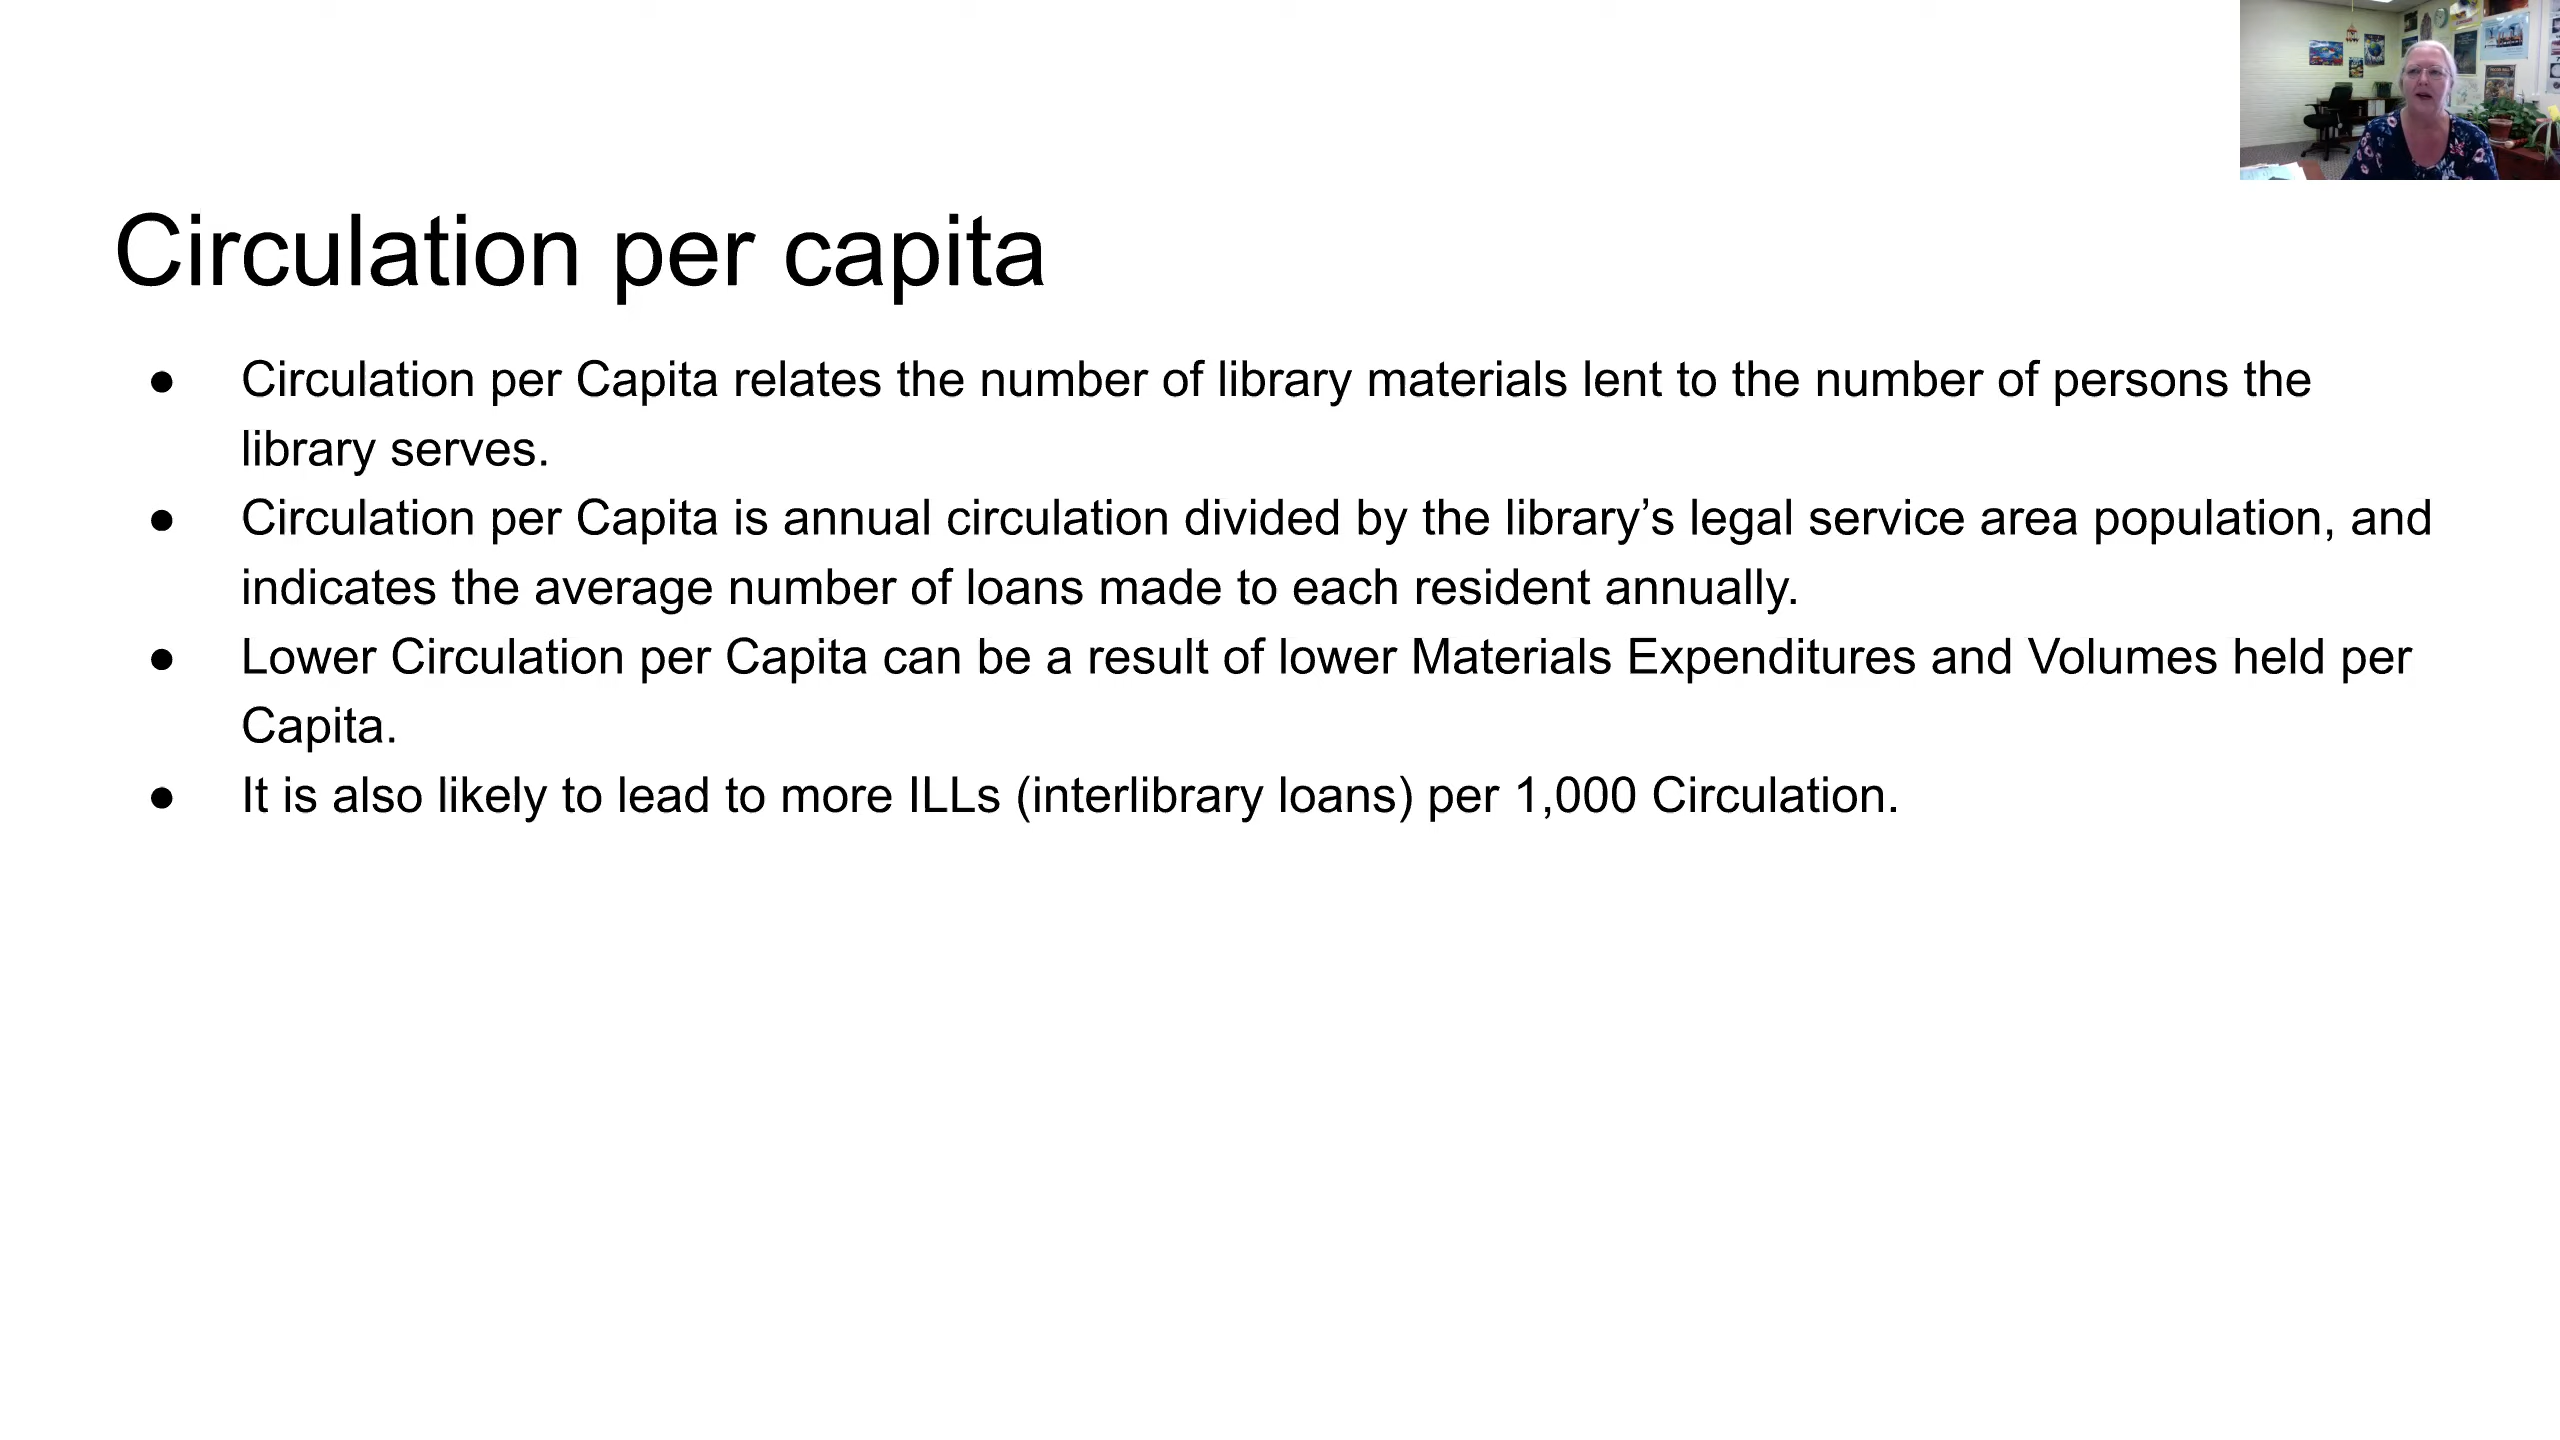 Circulation per capita
● Circulation per Capita relates the number of library materials lent to the number of persons the
library serves.
● Circulation per Capita is annual circulation divided by the library’s legal service area population, and
indicates the average number of loans made to each resident annually.
● Lower Circulation per Capita can be a result of lower Materials Expenditures and Volumes held per
Capita.
● It is also likely to lead to more ILLs (interlibrary loans) per 1,000 Circulation.